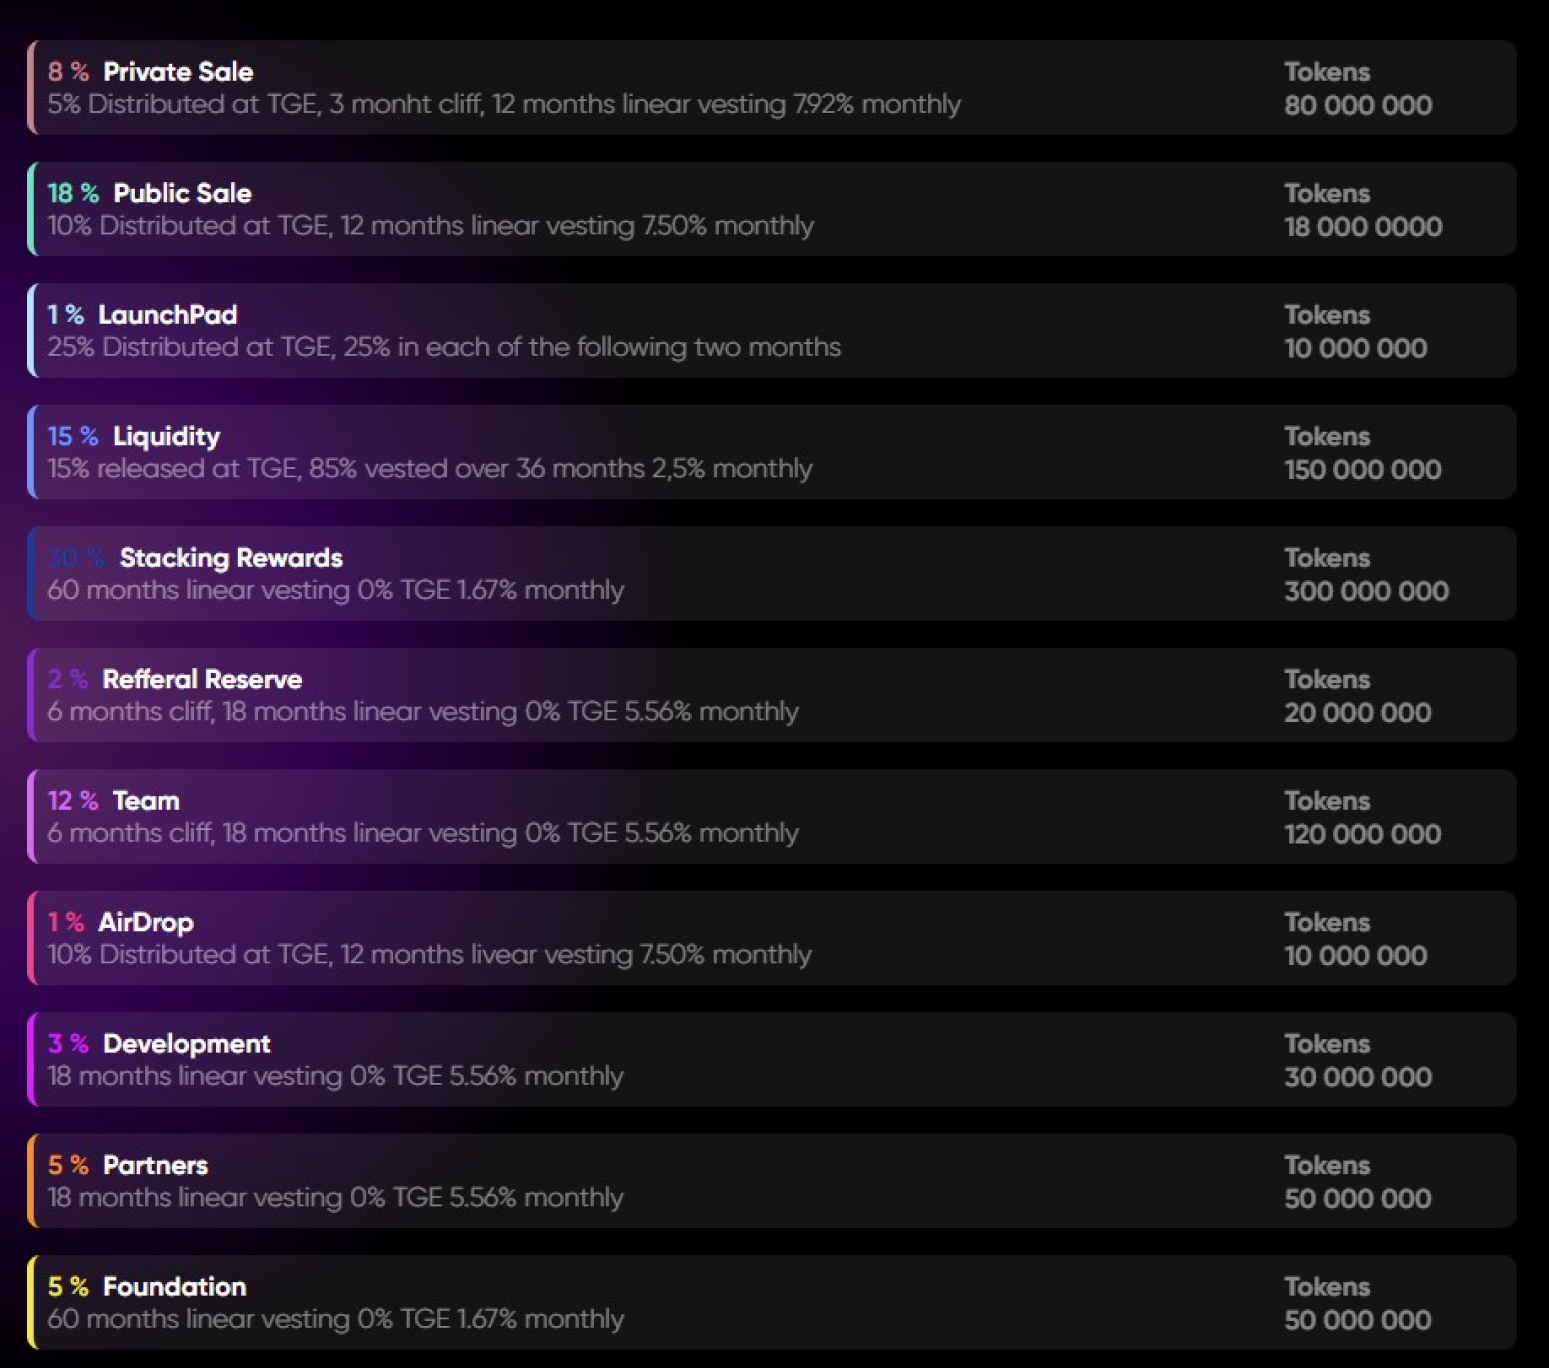 8 % Private Sale
Tokens
5% Distributed at TGE, 3 monht cliff, 12 months linear vesting 7.92% monthly
80 000 000
18 % Public Sale
Tokens
10% Distributed at TGE, 12 months linear vesting 7.50% monthly
18 000 0000
1 % LaunchPad
Tokens
25% Distributed at TGE, 25% in each of the following two months
10 000 000
15 % Liquidity
Tokens
15% released at TGE, 85% vested over 36 months 2,5% monthly
150 000 000
30 % Stacking Rewards
Tokens
60 months linear vesting 0% TGE 1.67% monthly
300 000 000
2 % Refferal Reserve
Tokens
6 months cliff, 18 months linear vesting 0% TGE 5.56% monthly
20 000 000
12 % Team
Tokens
6 months cliff, 18 months linear vesting 0% TGE 5.56% monthly
120 000 000
1 % AirDrop
Tokens
10% Distributed at TGE, 12 months livear vesting 7.50% monthly
10 000 000
3 % Development
Tokens
18 months linear vesting 0% TGE 5.56% monthly
30 000 000
5 % Partners
Tokens
18 months linear vesting 0% TGE 5.56% monthly
50 000 000
5 % Foundation
Tokens
60 months linear vesting 0% TGE 1.67% monthly
50 000 000